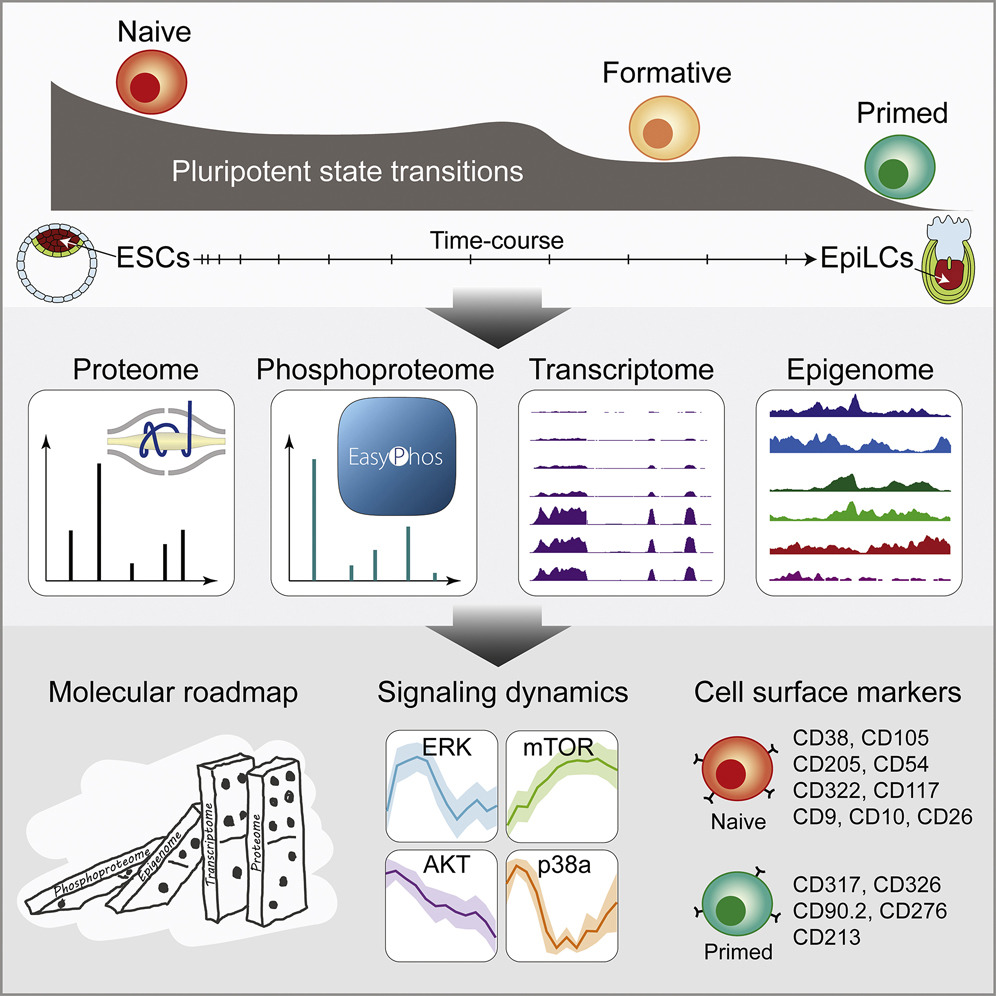 Naive
Formative
Primed
Pluripotent state transitions
ESCs
Time-course
EpiLCs
Proteome
Phosphoproteome
Transcriptome
Epigenome
EasyPhos
Molecular roadmap
Signaling dynamics
Cell surface markers
Phosphoproteome
Epigenome
Transcriptome
Proteome
ERK
mTOR
AKT
p38a
Naive
CD38, CD105
CD205, CD54
CD322, CD117
CD9, CD10, CD26
Primed
CD317, CD326
CD90.2, CD276
CD213